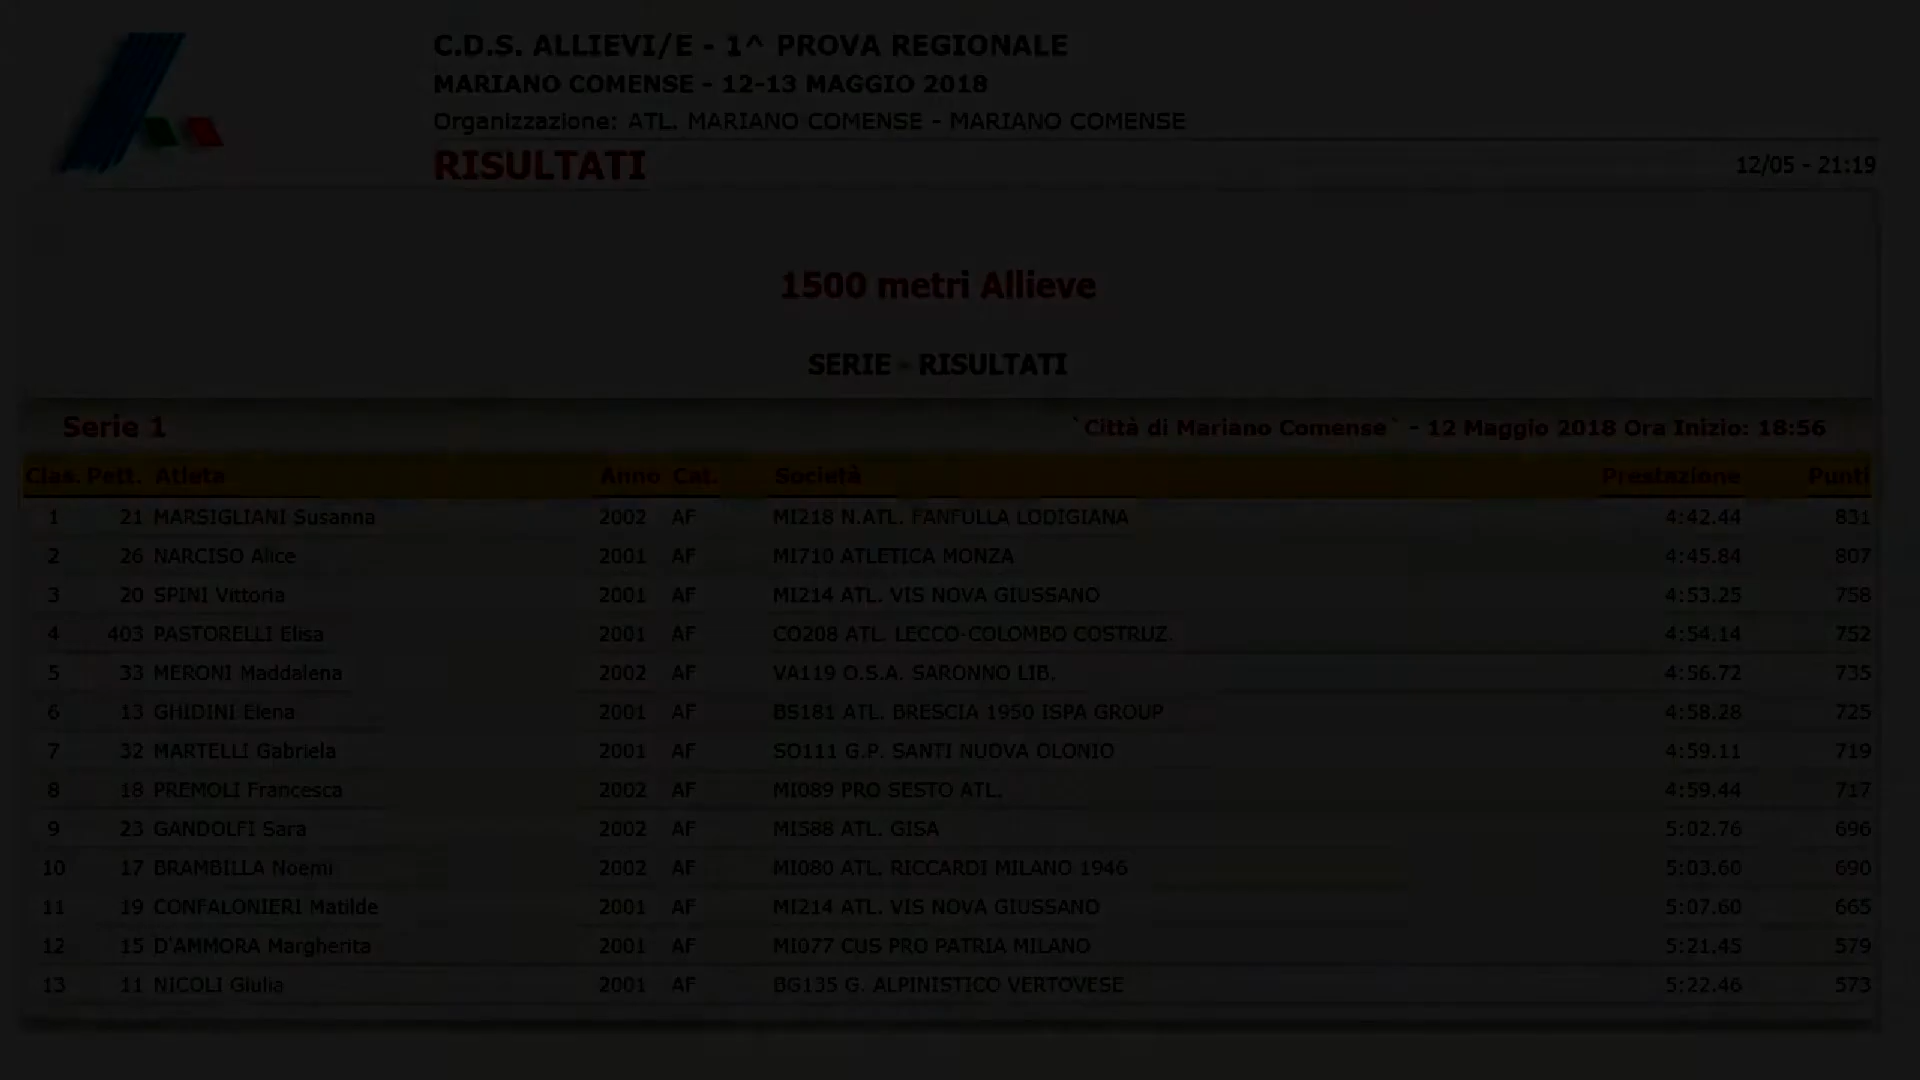 C.D.S. ALLIEVI/E - 1^ PROVA REGIONALE
MARIANO COMENSE - 12-13 MAGGIO 2018
Organizzazione: ATL. MARIANO COMENSE - MARIANO COMENSE
RISULTATI 12/05 - 21:19
1500 metri Allieve
SERIE - RISULTATI
Serie 1 `Città di Mariano Comense` - 12 Maggio 2018 Ora Inizio: 18:56
Clas. Pett. Atleta Anno Cat. Società Prestazione Punti
1 21 MARSIGLIANI Susanna 2002 AF MI218 N.ATL. FANFULLA LODIGIANA 4:42.44 831
2 26 NARCISO Alice 2001 AF MI710 ATLETICA MONZA 4:45.84 807
3 20 SPINI Vittoria 2001 AF MI214 ATL. VIS NOVA GIUSSANO 4:53.25 758
4 403 PASTORELLI Elisa 2001 AF CO208 ATL. LECCO-COLOMBO COSTRUZ. 4:54.14 752
5 33 MERONI Maddalena 2002 AF VA119 O.S.A. SARONNO LIB. 4:56.72 735
6 13 GHIDINI Elena 2001 AF BS181 ATL. BRESCIA 1950 ISPA GROUP 4:58.28 725
7 32 MARTELLI Gabriela 2001 AF SO111 G.P. SANTI NUOVA OLONIO 4:59.11 719
8 18 PREMOLI Francesca 2002 AF MI089 PRO SESTO ATL. 4:59.44 717
9 23 GANDOLFI Sara 2002 AF MI588 ATL. GISA 5:02.76 696
10 17 BRAMBILLA Noemi 2002 AF MI080 ATL. RICCARDI MILANO 1946 5:03.60 690
11 19 CONFALONIERI Matilde 2001 AF MI214 ATL. VIS NOVA GIUSSANO 5:07.60 665
12 15 D'AMMORA Margherita 2001 AF MI077 CUS PRO PATRIA MILANO 5:21.45 579
13 11 NICOLI Giulia 2001 AF BG135 G. ALPINISTICO VERTOVESE 5:22.46 573